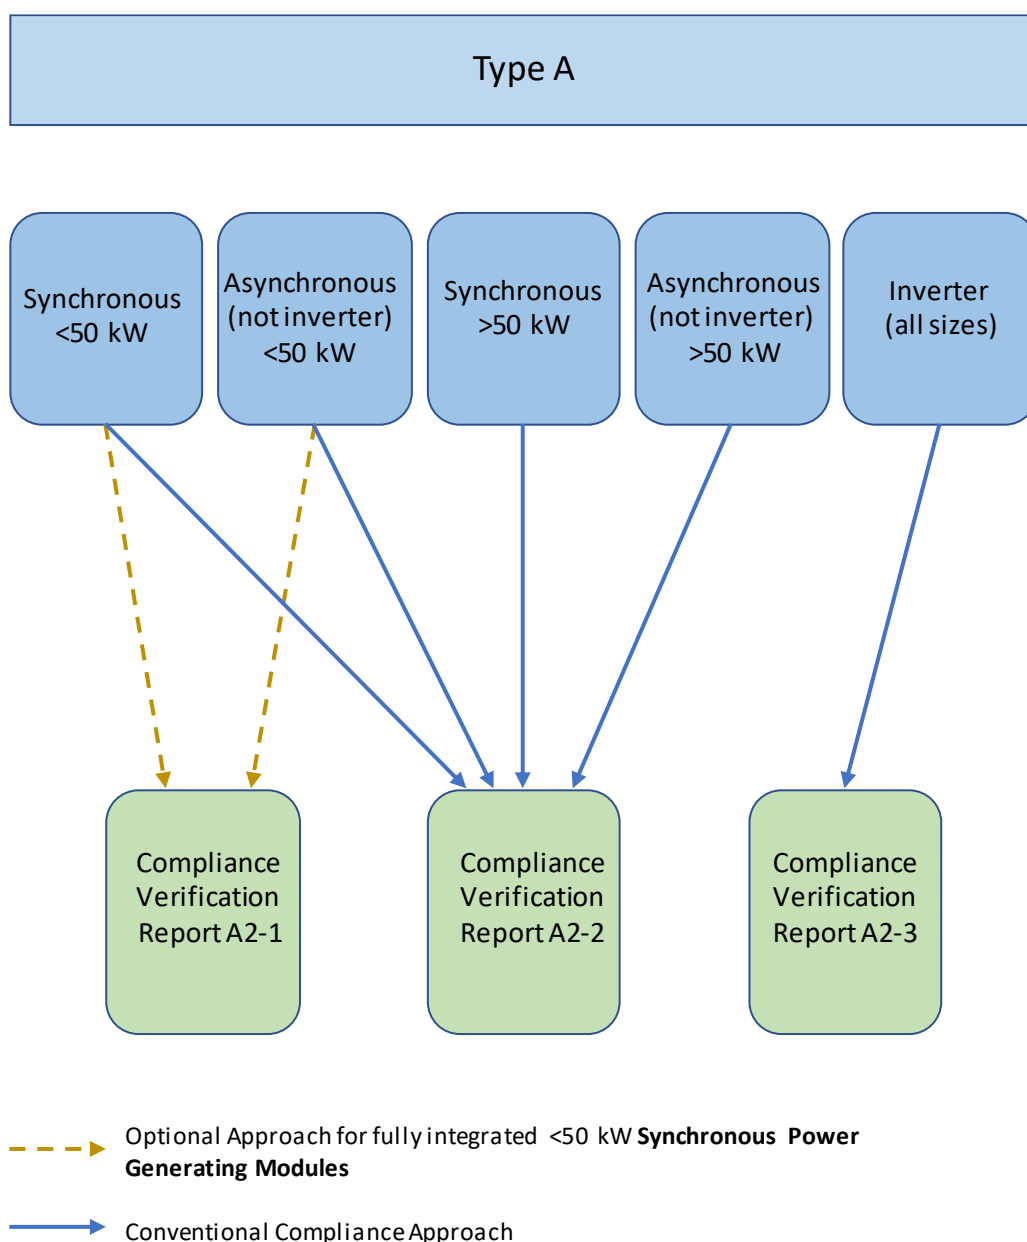 Type A
Synchronous
<50 kW
Asynchronous
(not inverter)
<50 kW
Synchronous
>50 kW
Asynchronous
(not inverter)
>50 kW
Inverter
(all sizes)
Compliance
Verification
Report A2-1
Compliance
Verification
Report A2-2
Compliance
Verification
Report A2-3
Optional Approach for fully integrated <50 kW Synchronous Power
Generating Modules
Conventional Compliance Approach